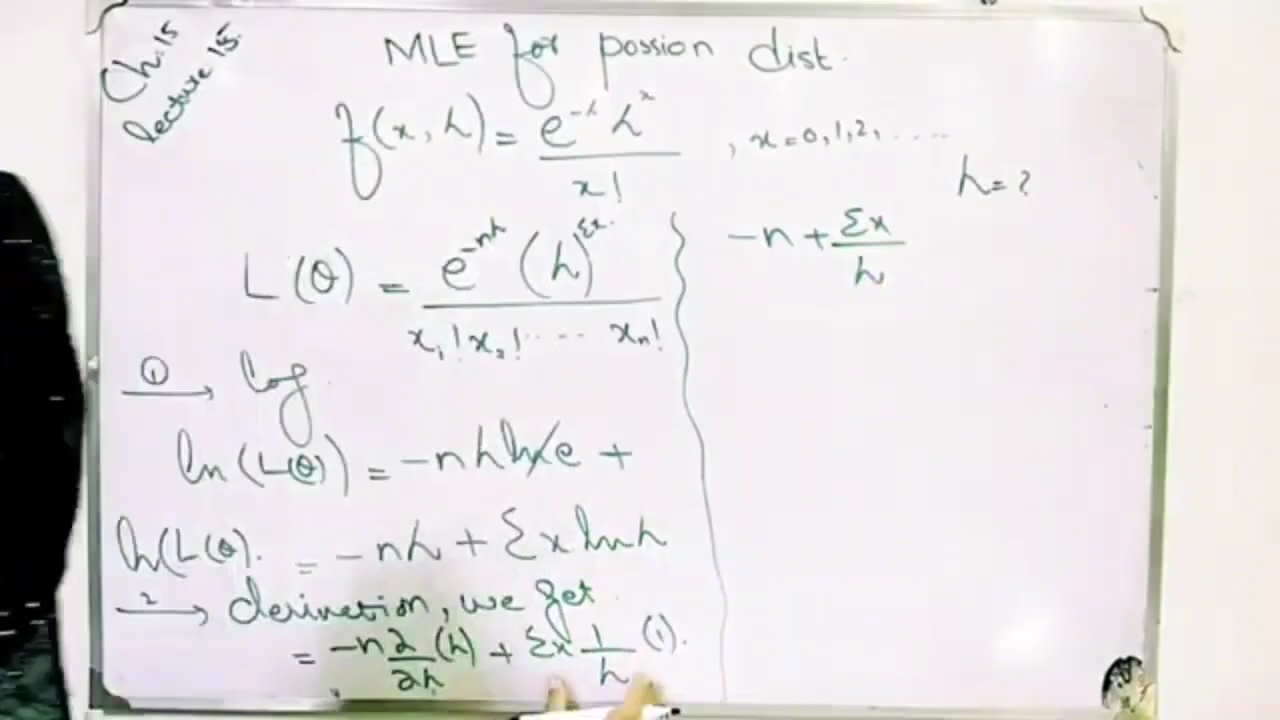 Ch. 15
lecture 15.
MLE for possion dist.
f(x, λ) = e^{-λ} λ^x / x! , x = 0, 1, 2, ......
λ = ?
L(θ) = e^{-nλ} (λ)^{Σx} / x₁! x₂! ..... xₙ!
① → log
ln(L(θ)) = -nλ ln e +
ln(L(θ). = -nλ + Σx ln λ
2 → derivetion, we get
= -n ∂/∂λ (λ) + Σx 1/λ (1).
-n + Σx/λ